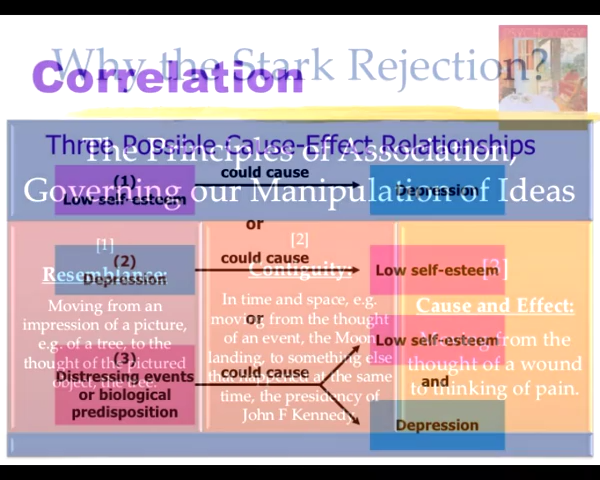 Why the Stark Rejection?
Correlation
Three Possible Cause-Effect Relationships
The Principles of Association,
Governing our Manipulation of Ideas
(1)
Low self-esteem
could cause
Depression
or
(2)
Depression
could cause
Low self-esteem
or
(3)
Distressing events
or biological
predisposition
could cause
Low self-esteem
and
Depression
[1]
Resemblance:
Moving from an
impression of a picture,
e.g. of a tree, to the
thought of the pictured
object, the tree.
[2]
Contiguity:
In time and space, e.g.
moving from the thought
of an event, the Moon
landing, to something else
that happened at the same
time, the presidency of
John F Kennedy.
[3]
Cause and Effect:
Moving from the
thought of a wound
to thinking of pain.